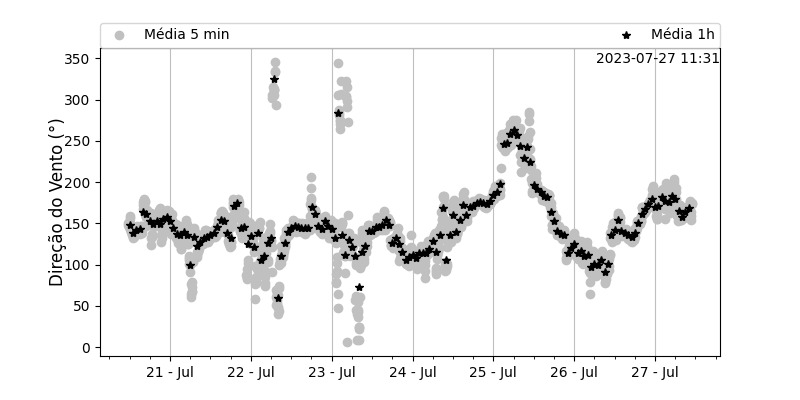 Média 5 min
Média 1h
2023-07-27 11:31
350
300
250
200
150
100
50
0
Direção do Vento (°)
21 - Jul
22 - Jul
23 - Jul
24 - Jul
25 - Jul
26 - Jul
27 - Jul